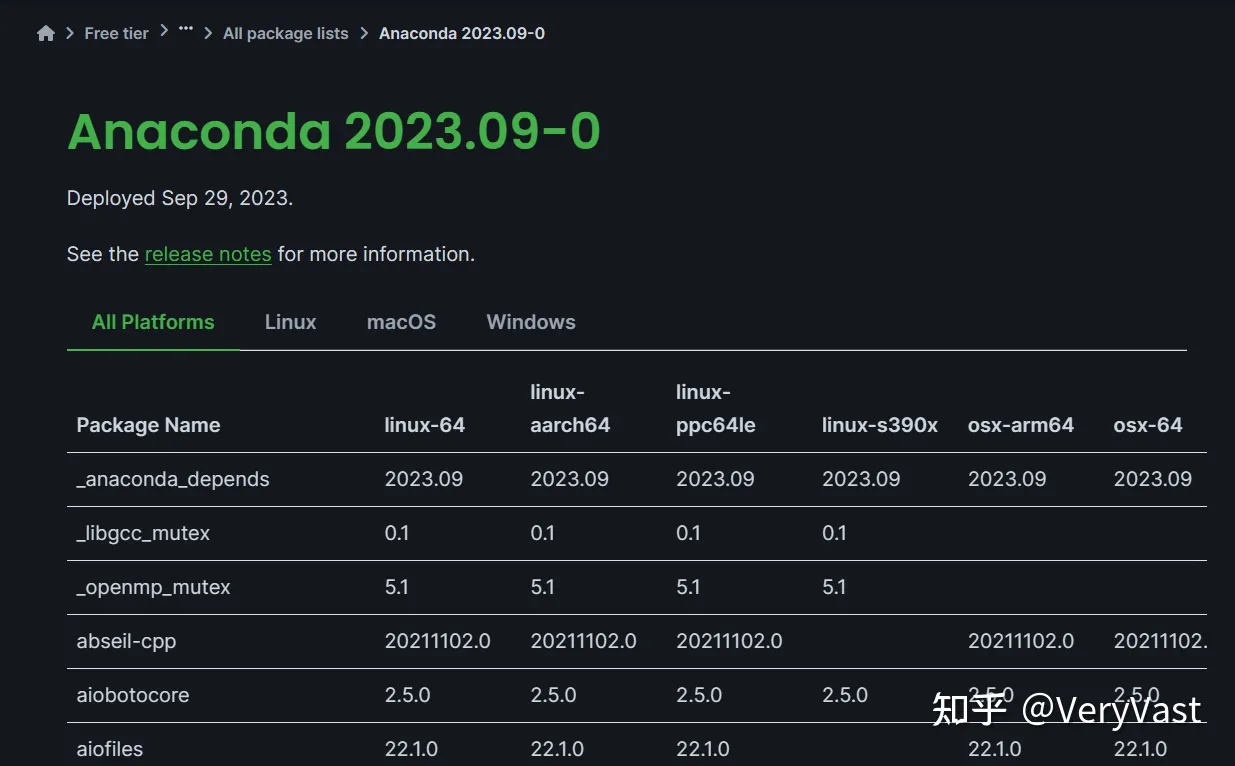 Free tier ··· All package lists Anaconda 2023.09-0
Anaconda 2023.09-0
Deployed Sep 29, 2023.
See the release notes for more information.
All Platforms Linux macOS Windows
Package Name linux-64 linux-aarch64 linux-ppc64le linux-s390x osx-arm64 osx-64
_anaconda_depends 2023.09 2023.09 2023.09 2023.09 2023.09 2023.09
_libgcc_mutex 0.1 0.1 0.1 0.1
_openmp_mutex 5.1 5.1 5.1 5.1
abseil-cpp 20211102.0 20211102.0 20211102.0 20211102.0 20211102.
aiobotocore 2.5.0 2.5.0 2.5.0 2.5.0 2.5.0 2.5.0
知乎 @VeryVast
aiofiles 22.1.0 22.1.0 22.1.0 22.1.0 22.1.0